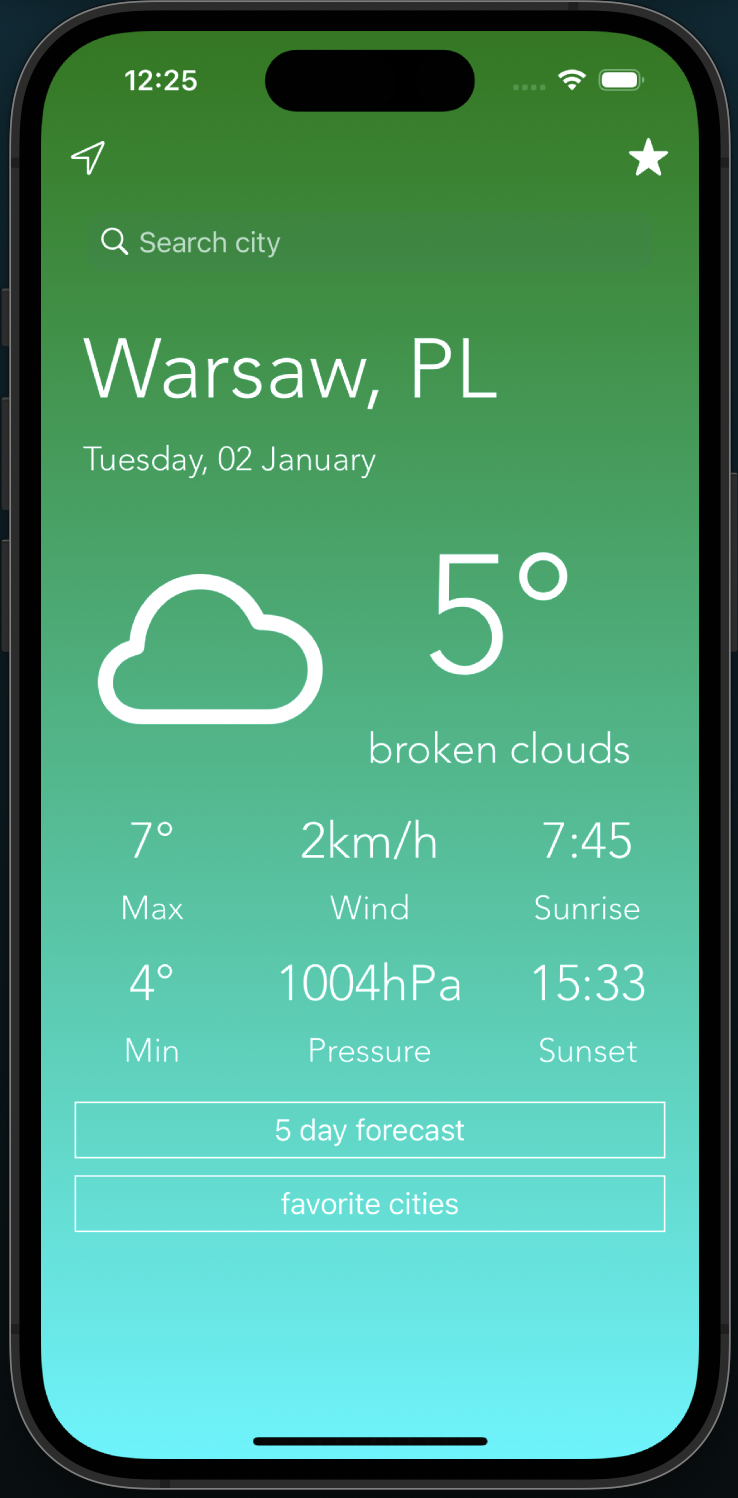 12:25
Search city
Warsaw, PL
Tuesday, 02 January
5°
broken clouds
7° 2km/h 7:45
Max Wind Sunrise
4° 1004hPa 15:33
Min Pressure Sunset
5 day forecast
favorite cities